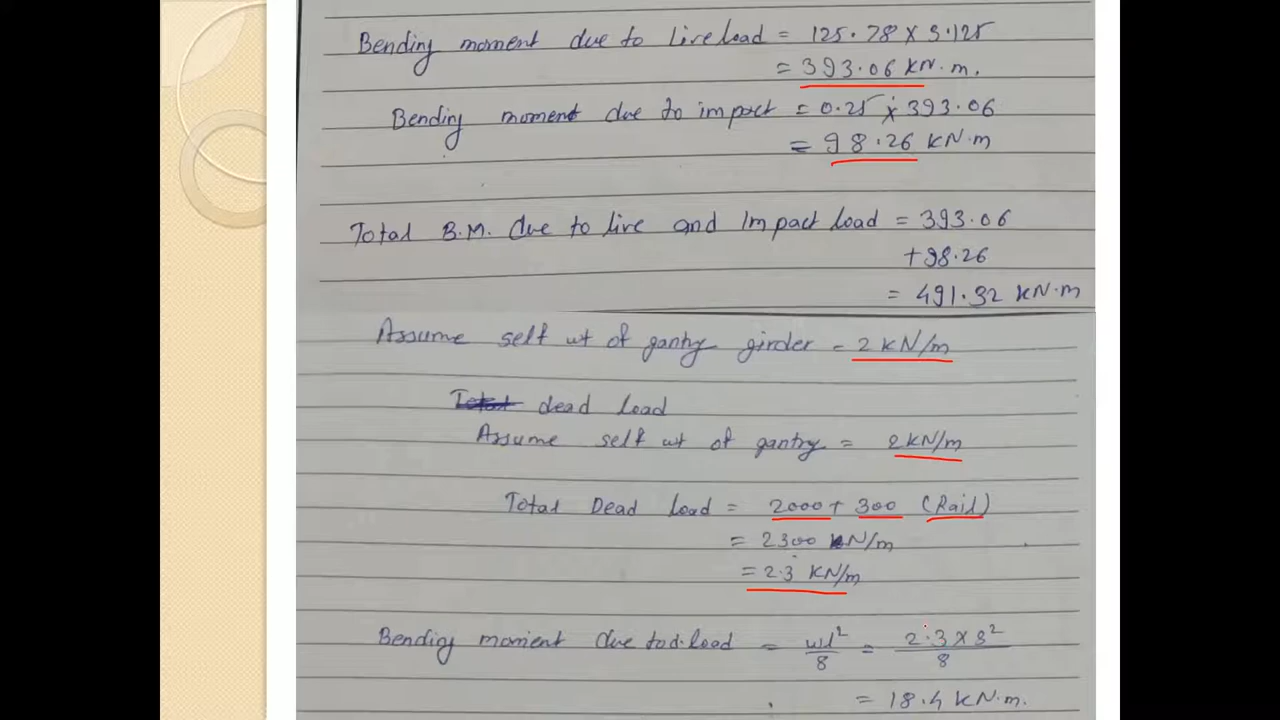 Bending moment due to live load = 125.78 x 3.125
= 393.06 kN.m.
Bending moment due to impact = 0.25 x 393.06
= 98.26 KN.m
Total B.M. due to live and Impact load = 393.06
+98.26
= 491.32 KN.m
Assume self wt of gantry girder = 2 KN/m
Total dead load
Assume self wt of gantry = 2 KN/m
Total Dead load = 2000 + 300 (Rail)
= 2300 N/m
= 2.3 KN/m
Bending moment due to d.load = wl²/8 = 2.3 x 8²/8
= 18.4 KN.m.